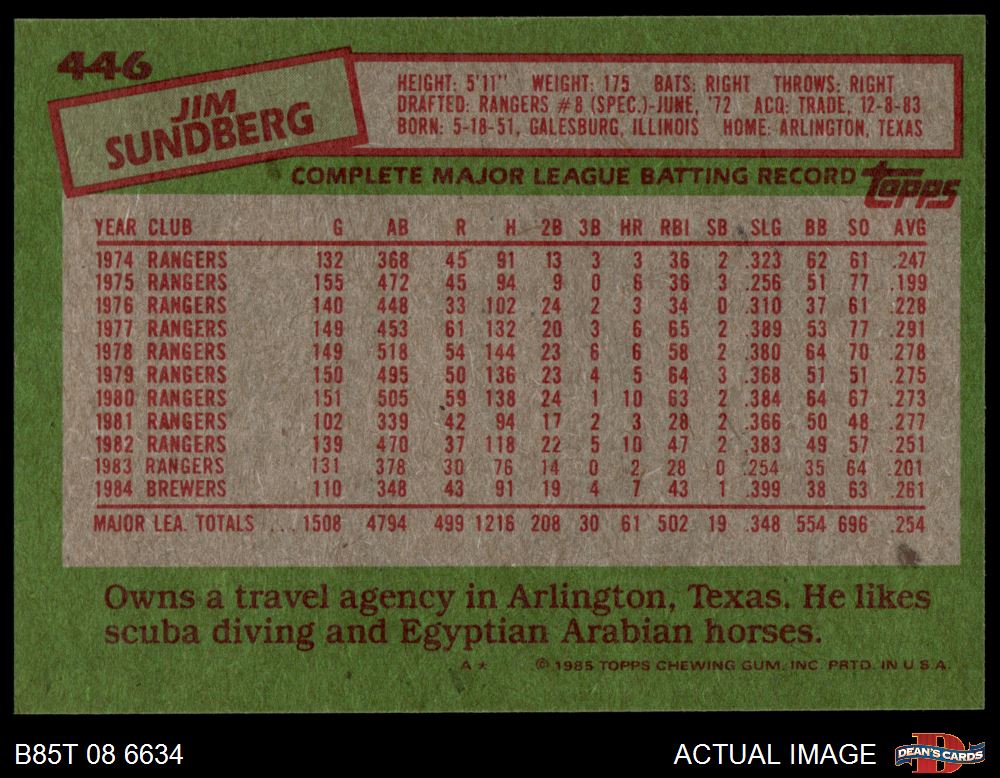 446
JIM
SUNDBERG
HEIGHT: 5'11" WEIGHT: 175 BATS: RIGHT THROWS: RIGHT
DRAFTED: RANGERS #8 (SPEC.)-JUNE, '72 ACQ: TRADE, 12-8-83
BORN: 5-18-51, GALESBURG, ILLINOIS HOME: ARLINGTON, TEXAS
COMPLETE MAJOR LEAGUE BATTING RECORD topps
YEAR CLUB G AB R H 2B 3B HR RBI SB SLG BB SO AVG
1974 RANGERS 132 368 45 91 13 3 3 36 2 .323 62 61 .247
1975 RANGERS 155 472 45 94 9 0 6 36 3 .256 51 77 .199
1976 RANGERS 140 448 33 102 24 2 3 34 0 .310 37 61 .228
1977 RANGERS 149 453 61 132 20 3 6 65 2 .389 53 77 .291
1978 RANGERS 149 518 54 144 23 6 6 58 2 .380 64 70 .278
1979 RANGERS 150 495 50 136 23 4 5 64 3 .368 51 51 .275
1980 RANGERS 151 505 59 138 24 1 10 63 2 .384 64 67 .273
1981 RANGERS 102 339 42 94 17 2 3 28 2 .366 50 48 .277
1982 RANGERS 139 470 37 118 22 5 10 47 2 .383 49 57 .251
1983 RANGERS 131 378 30 76 14 0 2 28 0 .254 35 64 .201
1984 BREWERS 110 348 43 91 19 4 7 43 1 .399 38 63 .261
MAJOR LEA. TOTALS ... 1508 4794 499 1216 208 30 61 502 19 .348 554 696 .254
Owns a travel agency in Arlington, Texas. He likes
scuba diving and Egyptian Arabian horses.
A* © 1985 TOPPS CHEWING GUM, INC. PRTD. IN U.S.A.
B85T 08 6634 ACTUAL IMAGE DEAN'S CARDS